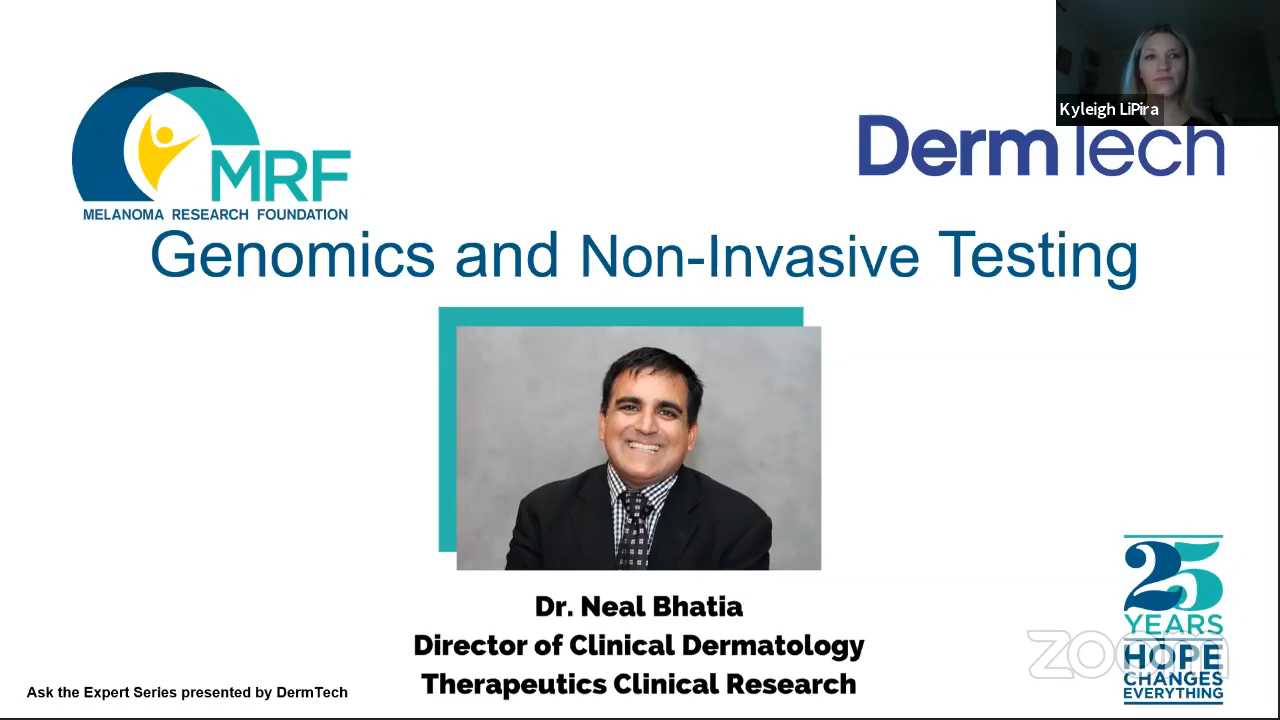 Kyleigh LiPira
MRF
MELANOMA RESEARCH FOUNDATION
DermTech
Genomics and Non-Invasive Testing
Dr. Neal Bhatia
Director of Clinical Dermatology
Therapeutics Clinical Research
Ask the Expert Series presented by DermTech
25
YEARS
HOPE
CHANGES
EVERYTHING
zoom